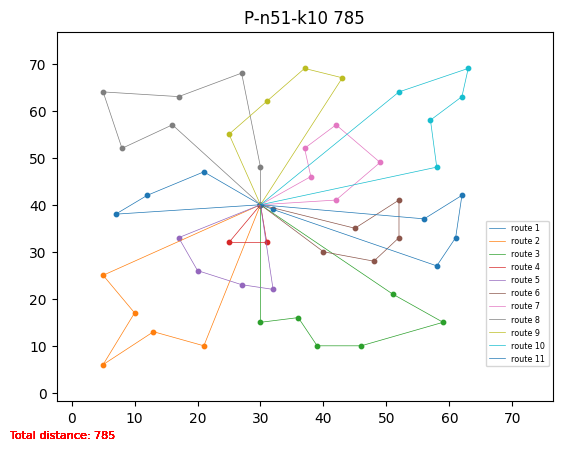 P-n51-k10 785
70
60
50
40
30
20
10
0
0 10 20 30 40 50 60 70
route 1
route 2
route 3
route 4
route 5
route 6
route 7
route 8
route 9
route 10
route 11
Total distance: 785